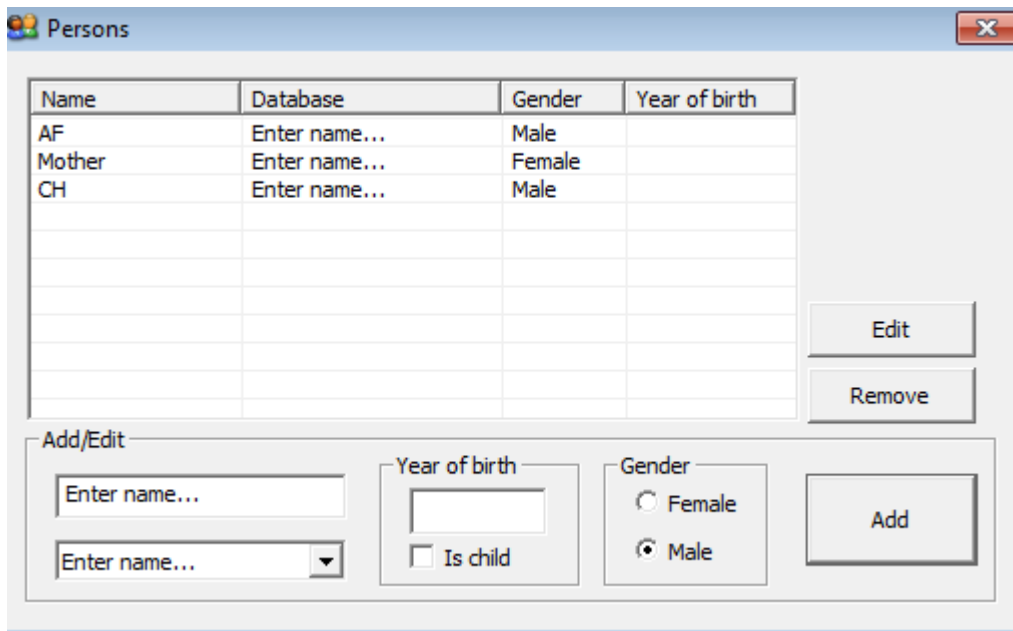 Persons
Name Database Gender Year of birth
AF Enter name... Male
Mother Enter name... Female
CH Enter name... Male
Edit
Remove
Add/Edit
Year of birth
Gender
Enter name...
Female
Add
Enter name...
Is child
Male